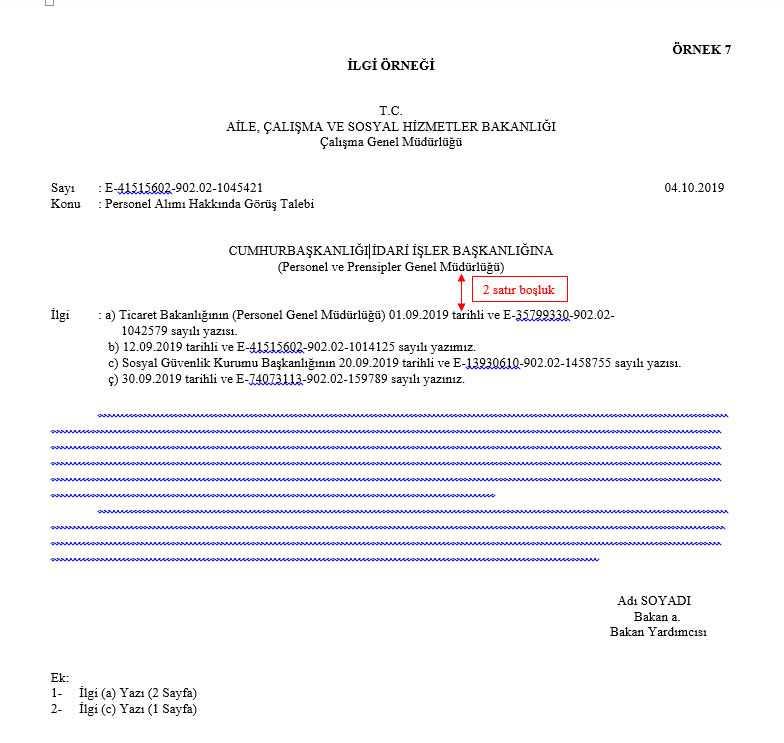 ÖRNEK 7
İLGİ ÖRNEĞİ
T.C.
AİLE, ÇALIŞMA VE SOSYAL HİZMETLER BAKANLIĞI
Çalışma Genel Müdürlüğü
Sayı : E-41515602-902.02-1045421 04.10.2019
Konu : Personel Alımı Hakkında Görüş Talebi
CUMHURBAŞKANLIĞI İDARİ İŞLER BAŞKANLIĞINA
(Personel ve Prensipler Genel Müdürlüğü)
2 satır boşluk
İlgi : a) Ticaret Bakanlığının (Personel Genel Müdürlüğü) 01.09.2019 tarihli ve E-35799330-902.02-
1042579 sayılı yazısı.
b) 12.09.2019 tarihli ve E-41515602-902.02-1014125 sayılı yazımız.
c) Sosyal Güvenlik Kurumu Başkanlığının 20.09.2019 tarihli ve E-13930610-902.02-1458755 sayılı yazısı.
ç) 30.09.2019 tarihli ve E-74073113-902.02-159789 sayılı yazınız.
Adı SOYADI
Bakan a.
Bakan Yardımcısı
Ek:
1- İlgi (a) Yazı (2 Sayfa)
2- İlgi (c) Yazı (1 Sayfa)